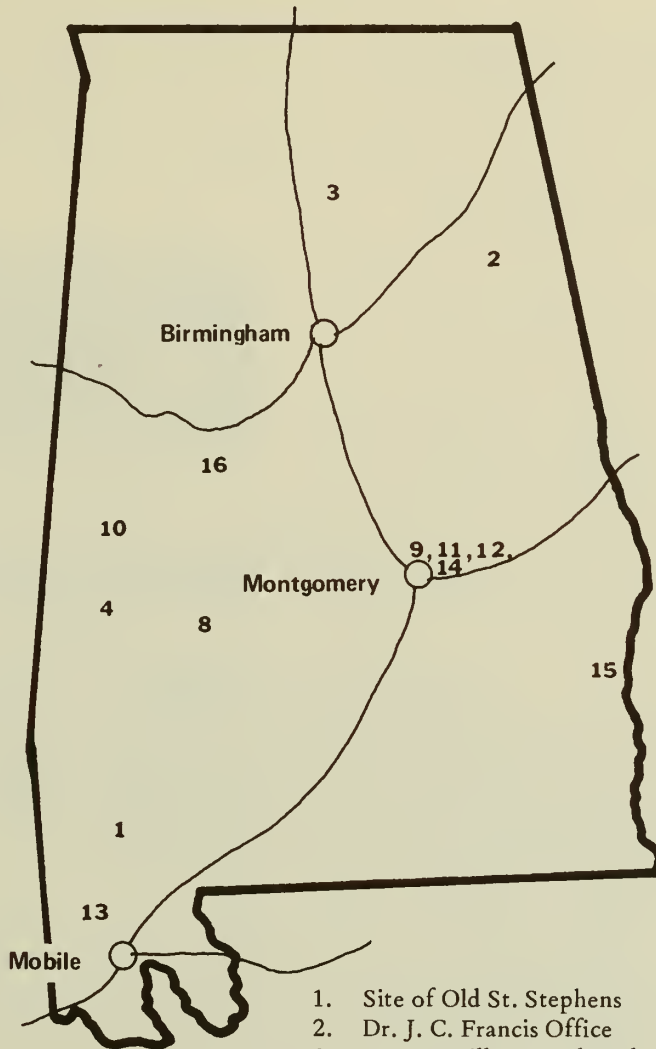 3
2
Birmingham
16
10
9, 11, 12,
14
Montgomery
4
8
15
1
13
Mobile
1. Site of Old St. Stephens
2. Dr. J. C. Francis Office